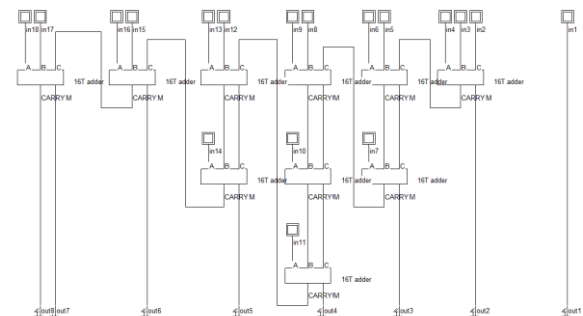 in18 in17 in16 in15 in13 in12 in9 in8 in6 in5 in4 in3 in2 in1
A B C A B C A B C A B C A B C A B C
16T adder 16T adder 16T adder 16T adder 16T adder 16T adder
CARRY M CARRY M CARRY M CARRY M CARRY M CARRY M
in14 in10 in7
A B C A B C A B C
16T adder 16T adder 16T adder
CARRY M CARRY M CARRY M
in11
A B C
16T adder
CARRY M
out8 out7 out6 out5 out4 out3 out2 out1